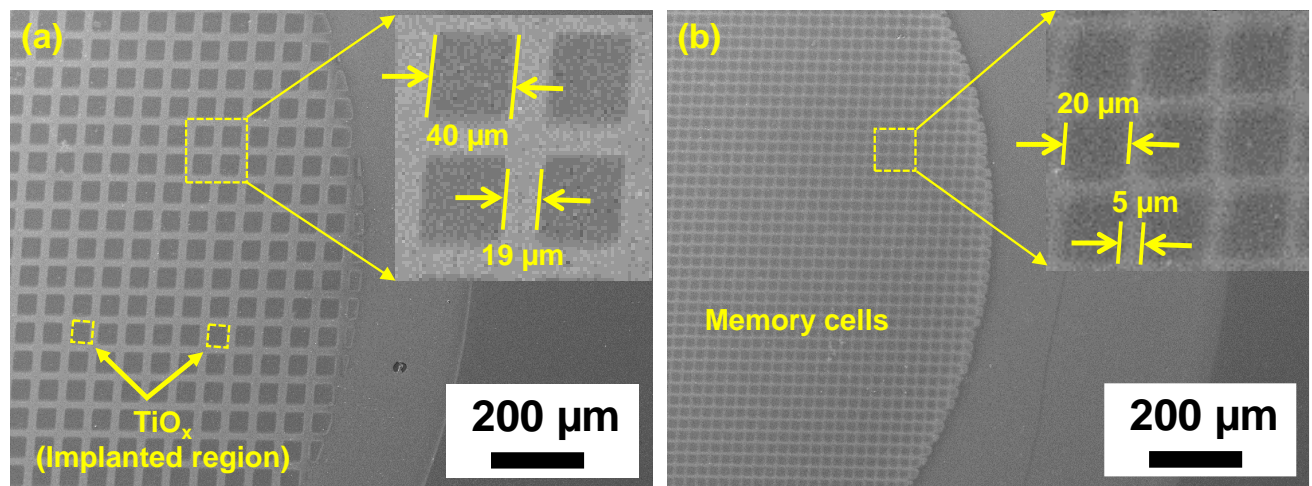 (a)
40 μm
19 μm
TiOₓ
(Implanted region)
200 μm
(b)
20 μm
5 μm
Memory cells
200 μm